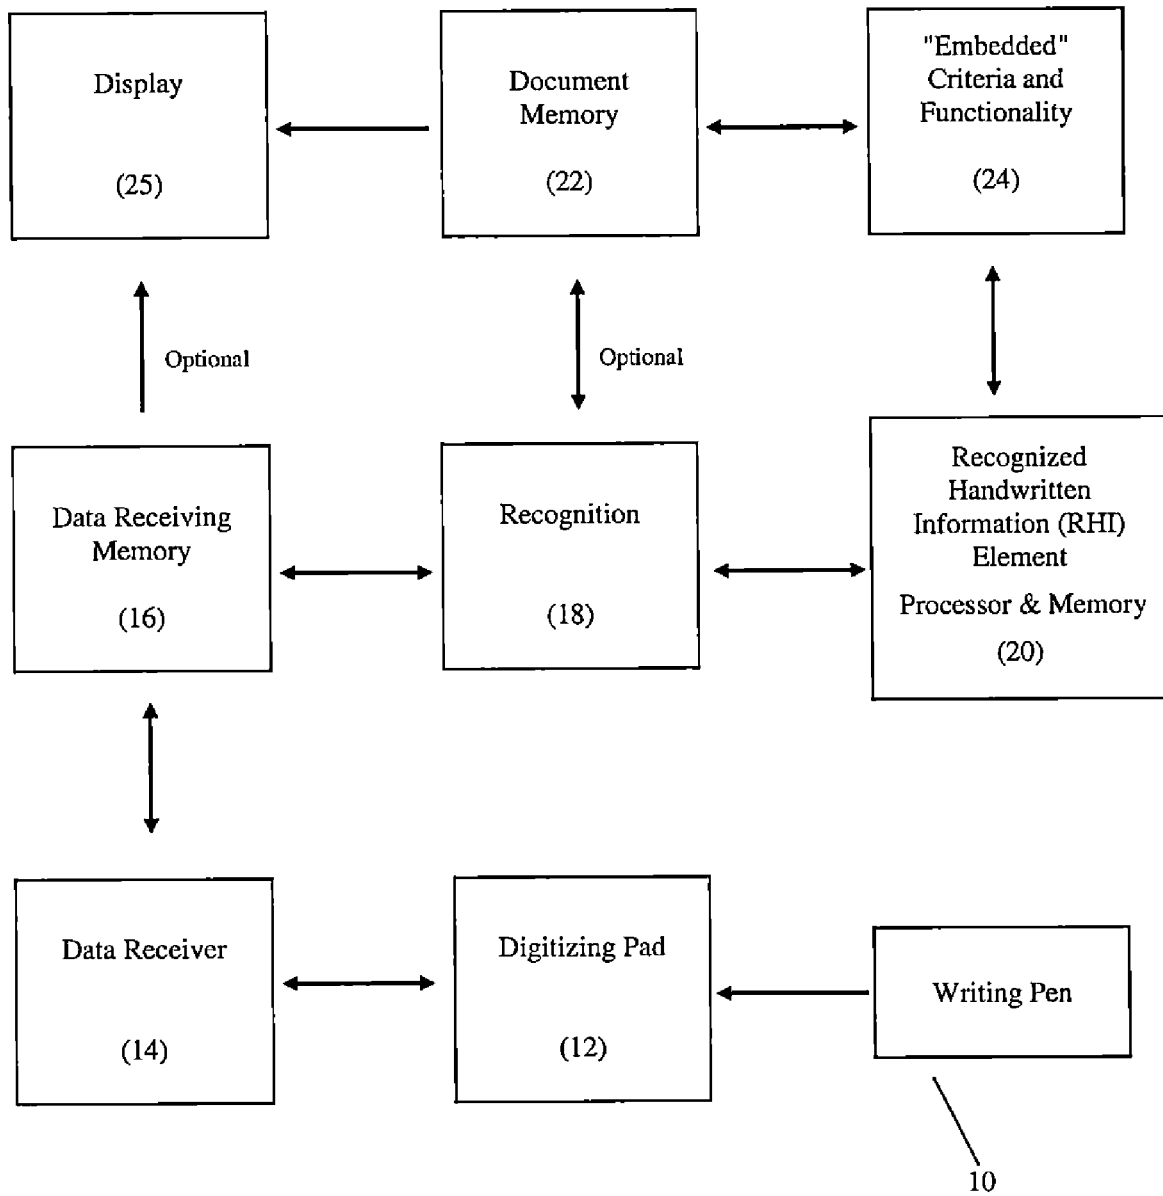 Display
(25)
Document
Memory
(22)
"Embedded"
Criteria and
Functionality
(24)
Optional
Optional
Data Receiving
Memory
(16)
Recognition
(18)
Recognized
Handwritten
Information (RHI)
Element
Processor & Memory
(20)
Data Receiver
(14)
Digitizing Pad
(12)
Writing Pen
10